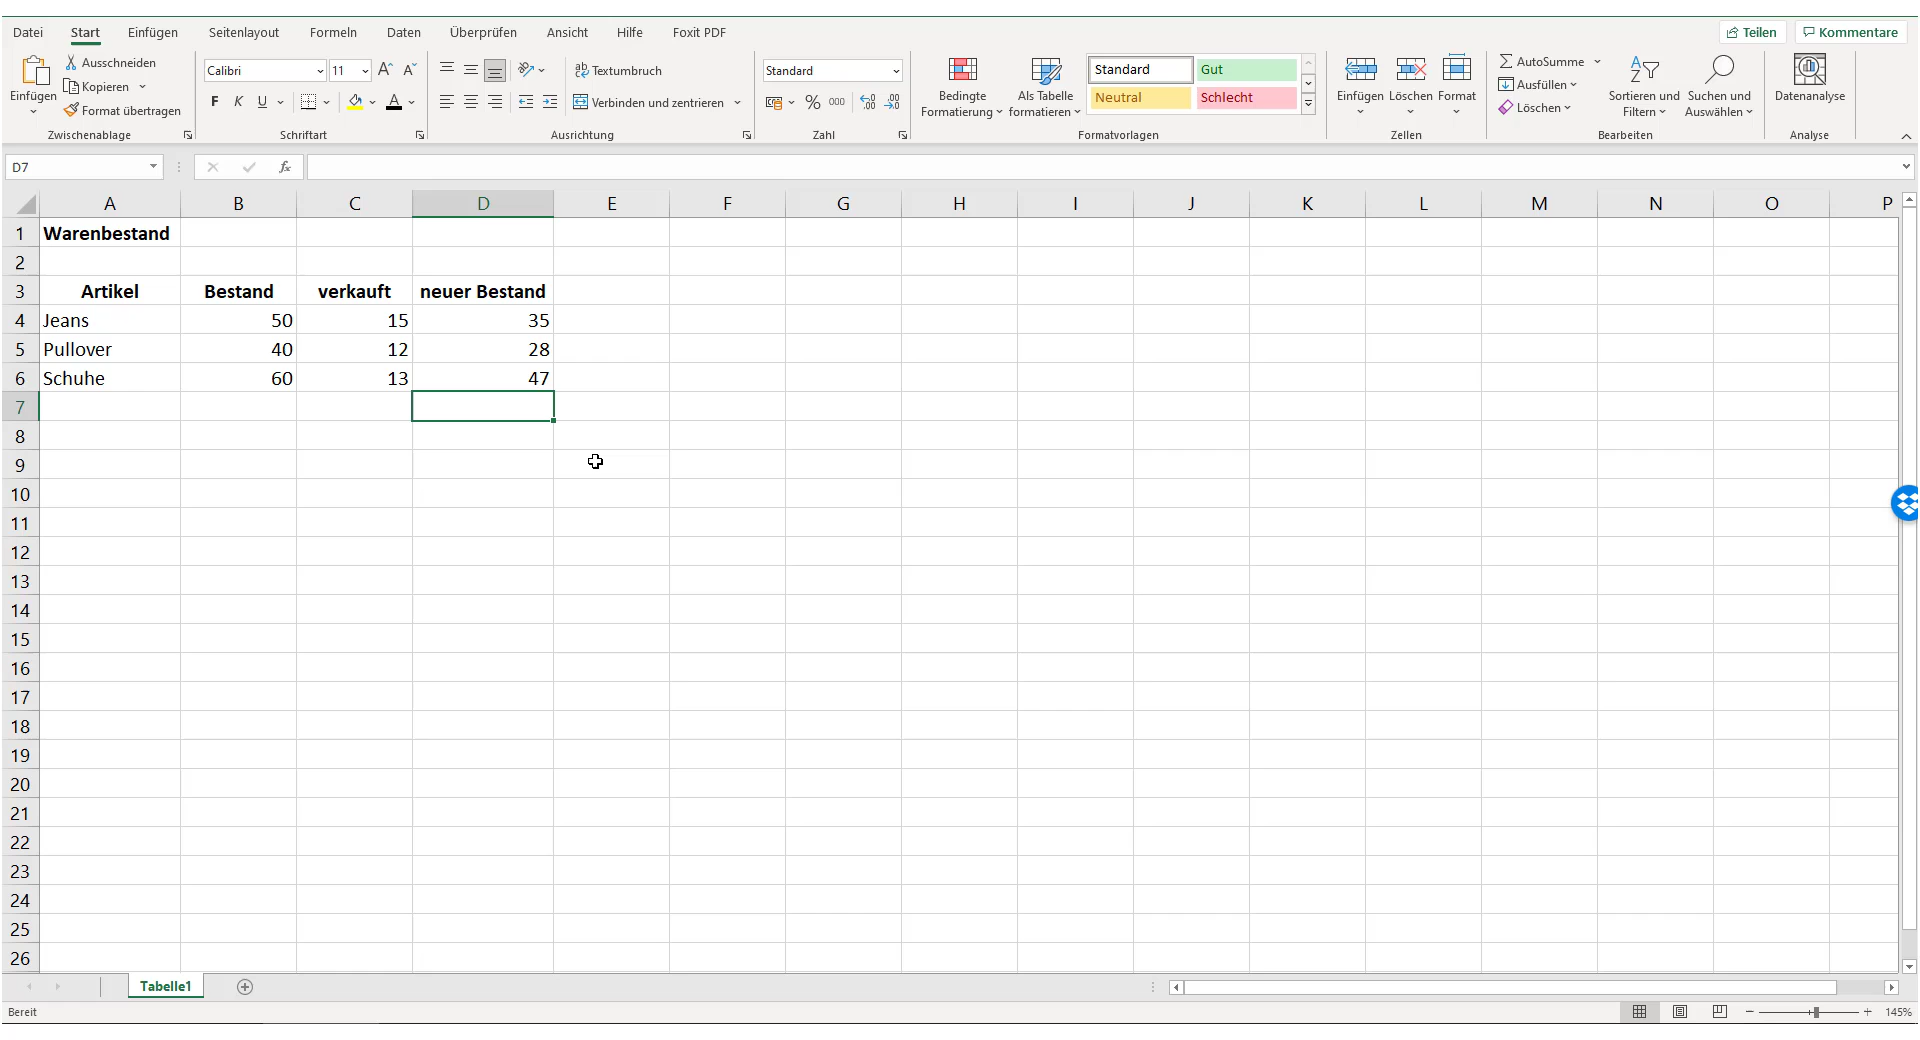 Datei Start Einfügen Seitenlayout Formeln Daten Überprüfen Ansicht Hilfe Foxit PDF Teilen Kommentare
Einfügen
Ausschneiden
Kopieren
Format übertragen
Zwischenablage
Calibri 11
F K U A
Schriftart
Textumbruch
Verbinden und zentrieren
Ausrichtung
Standard
% 000
Zahl
Bedingte
Formatierung
Als Tabelle
formatieren
Standard Gut
Neutral Schlecht
Formatvorlagen
Einfügen Löschen Format
Zellen
AutoSumme
Ausfüllen
Löschen
Sortieren und
Filtern
Suchen und
Auswählen
Bearbeiten
Datenanalyse
Analyse
D7 fx
A B C D E F G H I J K L M N O P
1 Warenbestand
2
3 Artikel Bestand verkauft neuer Bestand
4 Jeans 50 15 35
5 Pullover 40 12 28
6 Schuhe 60 13 47
7
8
9
10
11
12
13
14
15
16
17
18
19
20
21
22
23
24
25
26
Tabelle1
Bereit 145%